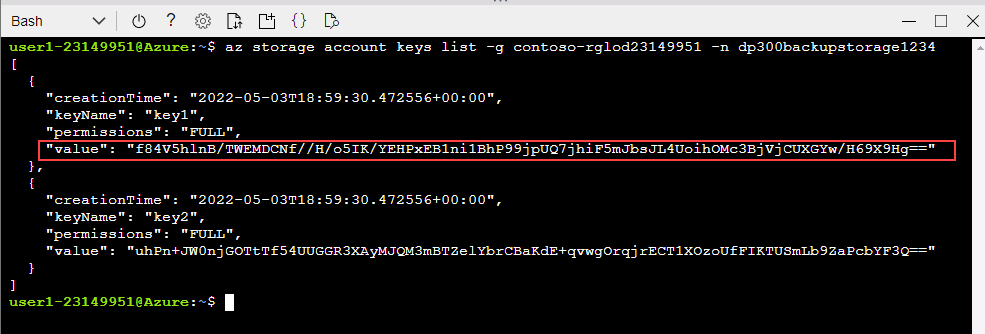 Bash
user1-23149951@Azure:~$ az storage account keys list -g contoso-rglod23149951 -n dp300backupstorage1234
[
  {
    "creationTime": "2022-05-03T18:59:30.472556+00:00",
    "keyName": "key1",
    "permissions": "FULL",
    "value": "f84V5hlnB/TWEMDCNf//H/o5IK/YEHPxEB1ni1BhP99jpUQ7jhiF5mJbsJL4UoihOMc3BjVjCUXGYw/H69X9Hg=="
  },
  {
    "creationTime": "2022-05-03T18:59:30.472556+00:00",
    "keyName": "key2",
    "permissions": "FULL",
    "value": "uhPn+JW0njGOTtTf54UUGGR3XAyMJQM3mBTZelYbrCBaKdE+qvwgOrqjrECT1XOzoUfFIKTUSmLb9ZaPcbYF3Q=="
  }
]
user1-23149951@Azure:~$